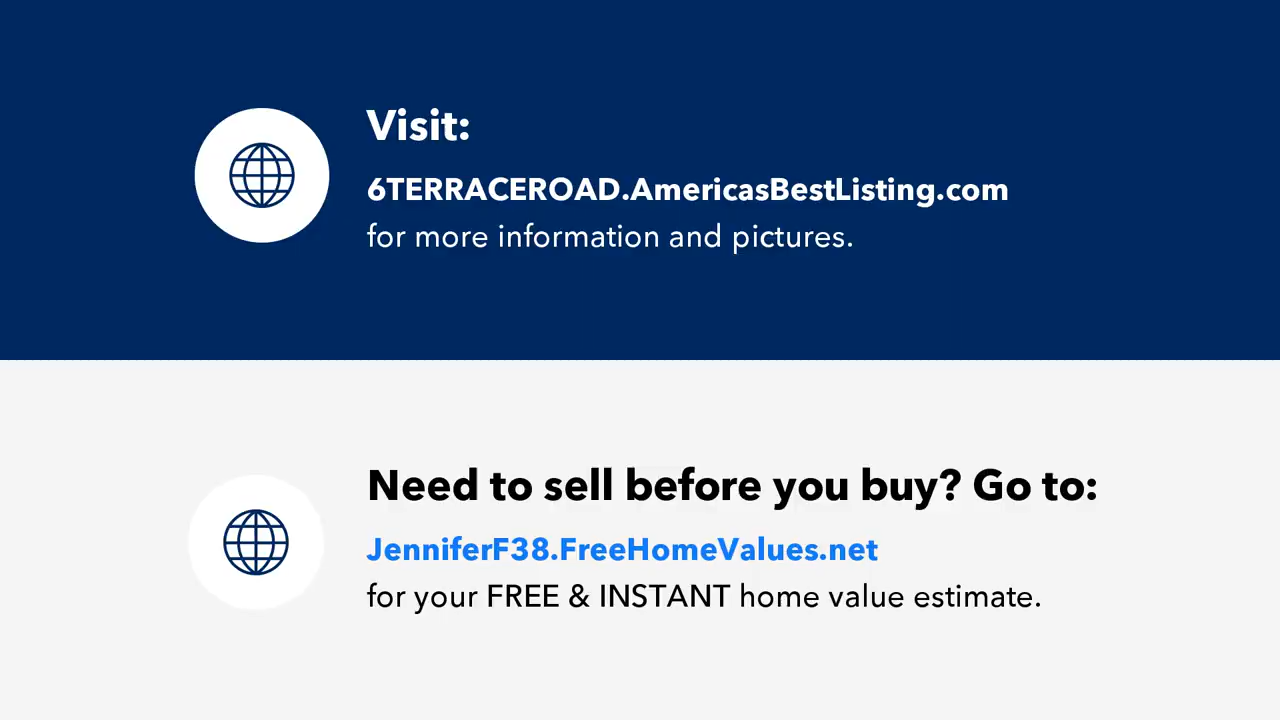 Visit:
6TERRACEROAD.AmericasBestListing.com
for more information and pictures.
Need to sell before you buy? Go to:
JenniferF38.FreeHomeValues.net
for your FREE & INSTANT home value estimate.